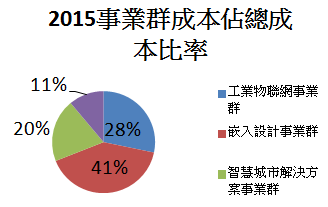 2015事業群成本佔總成
本比率
11%
28%
20%
41%
工業物聯網事業
群
嵌入設計事業群
智慧城市解決方
案事業群